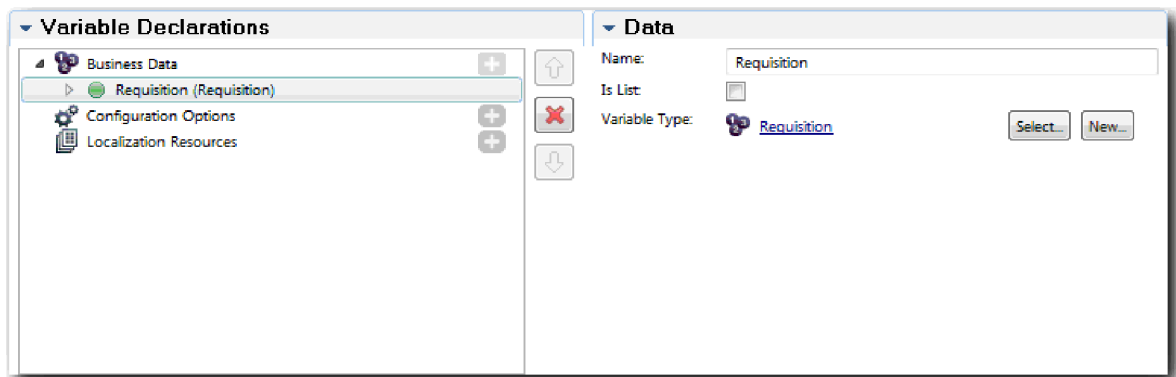 Variable Declarations
Business Data
Requisition (Requisition)
Configuration Options
Localization Resources
Data
Name: Requisition
Is List:
Variable Type: Requisition Select... New...